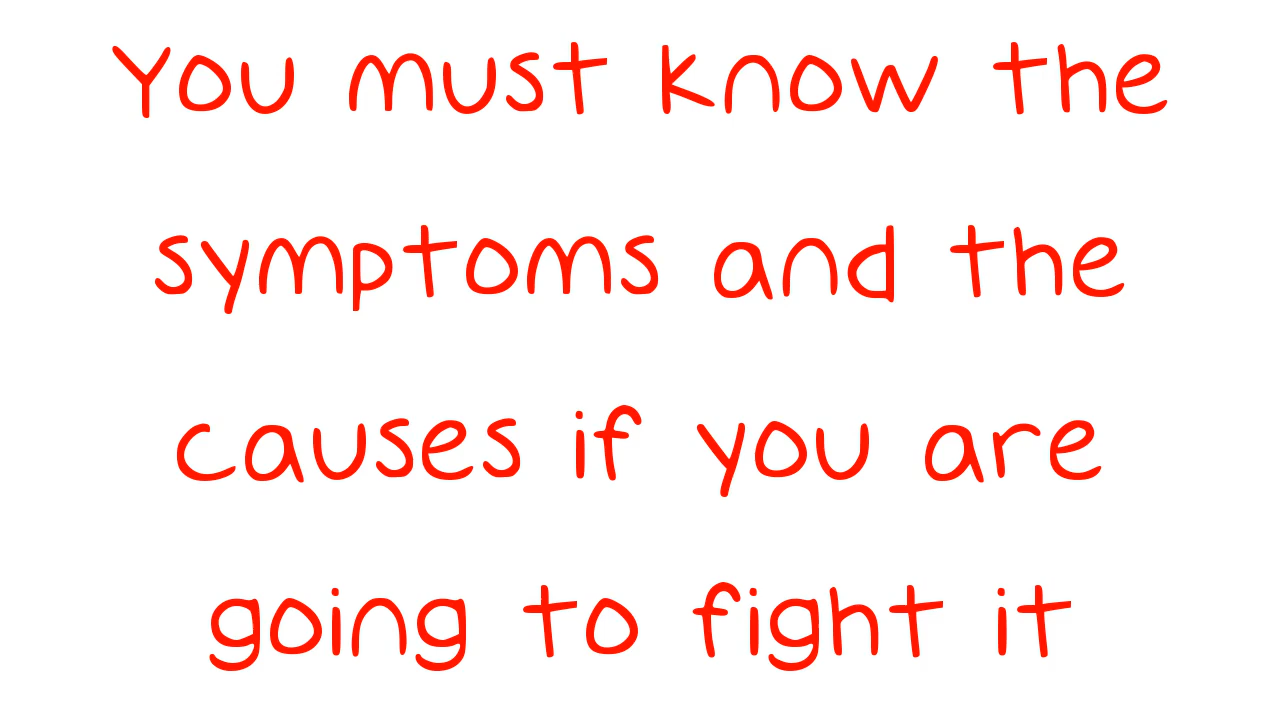 You must know the
symptoms and the
causes if you are
going to fight it